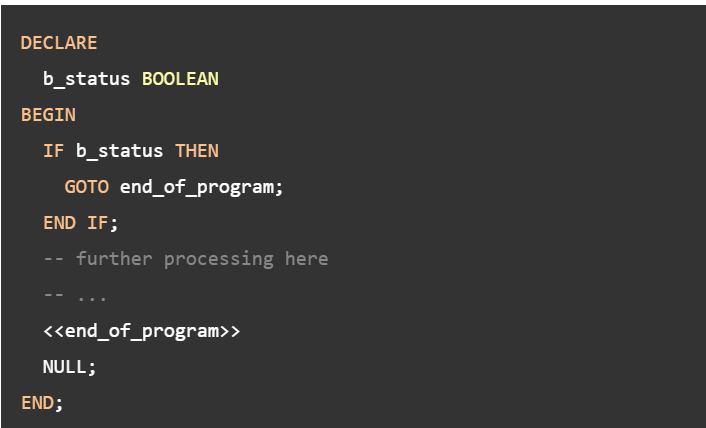 DECLARE
b_status BOOLEAN
BEGIN
IF b_status THEN
GOTO end_of_program;
END IF;
-- further processing here
-- ...
<<end_of_program>>
NULL;
END;